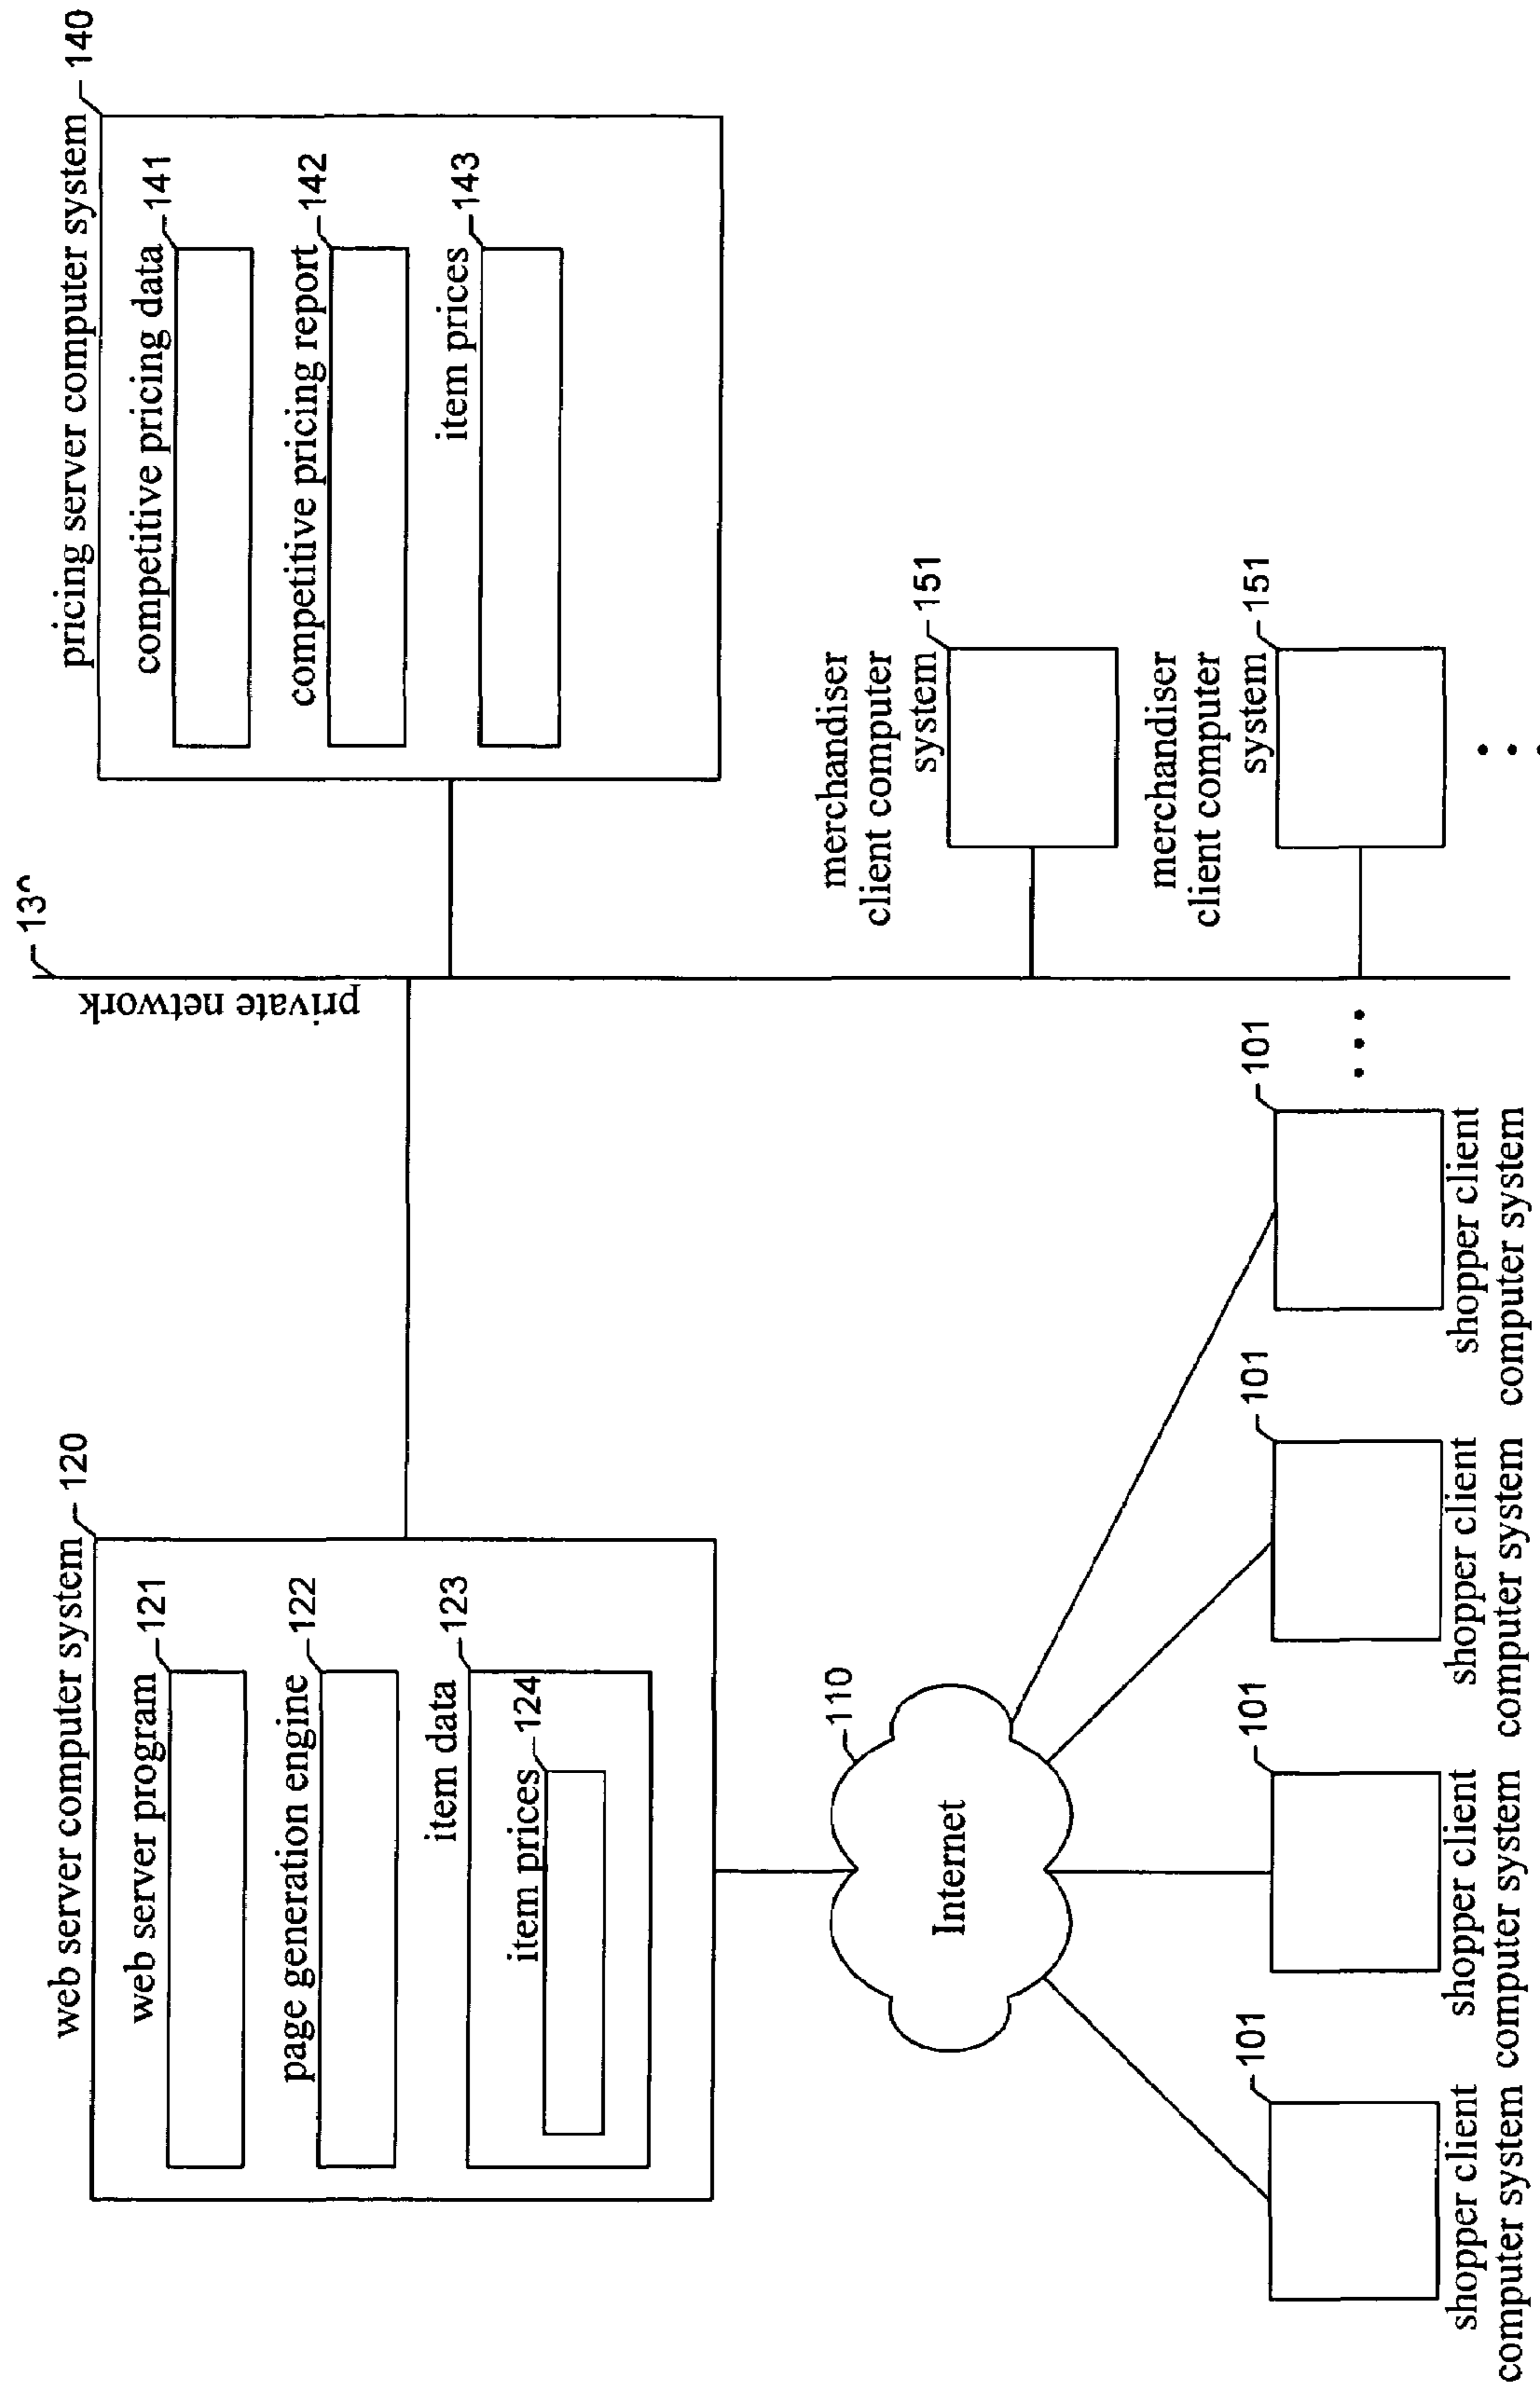 web server computer system
120
web server program
121
page generation engine
122
item data
123
item prices
124
private network
pricing server computer system
140
competitive pricing data
141
competitive pricing report
142
item prices
143
Internet
110
merchandiser
client computer
system
151
merchandiser
client computer
system
151
101
shopper client
computer system
101
shopper client
computer system
101
shopper client
computer system
101
shopper client
computer system